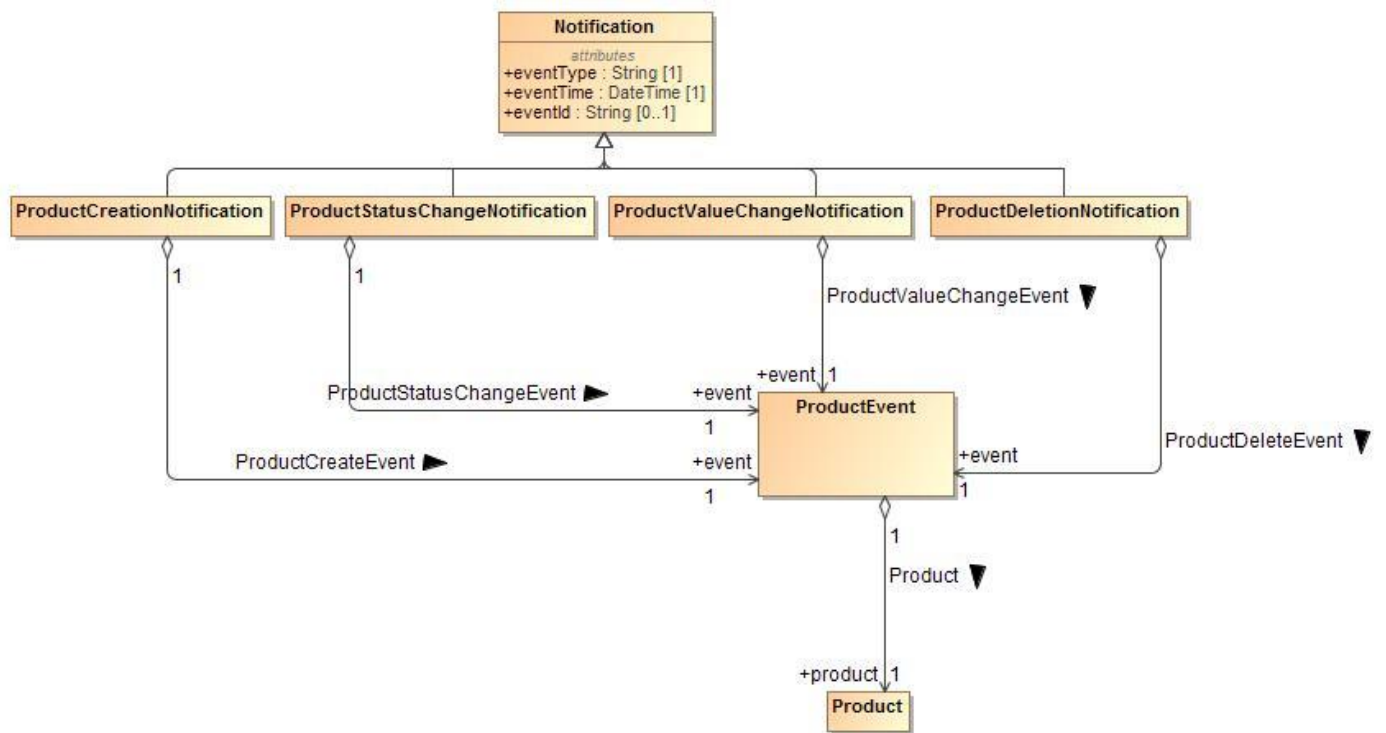 Notification
attributes
+eventType : String [1]
+eventTime : DateTime [1]
+eventId : String [0..1]
ProductCreationNotification
ProductStatusChangeNotification
ProductValueChangeNotification
ProductDeletionNotification
1
1
ProductValueChangeEvent
ProductStatusChangeEvent
+event
1
+event
1
ProductEvent
ProductDeleteEvent
ProductCreateEvent
+event
1
+event
1
1
Product
+product
1
Product